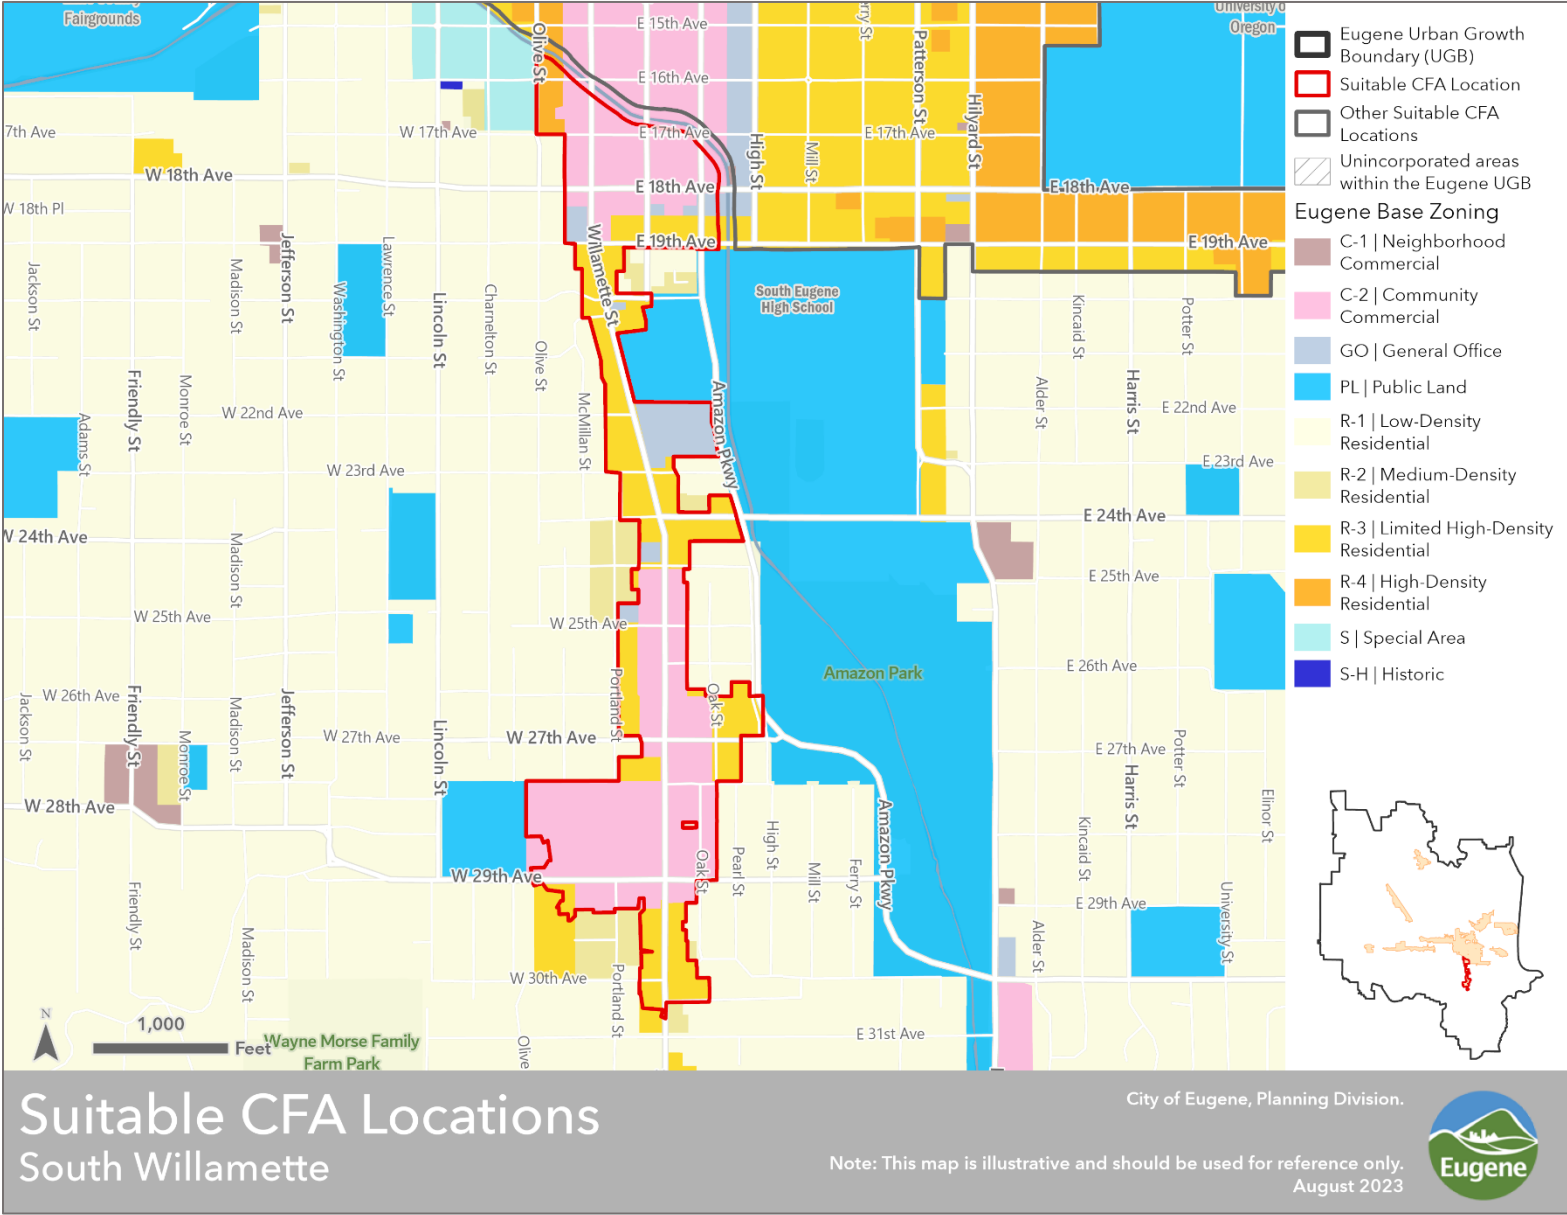 Fairgrounds
University of
Oregon
E 15th Ave
E 16th Ave
Olive St
Patterson St
Hilyard St
7th Ave
W 17th Ave
E 17th Ave
E 17th Ave
High St
Mill St
W 18th Ave
E 18th Ave
E 18th Ave
W 18th Pl
E 19th Ave
E 19th Ave
Willamette St
Jefferson St
Lawrence St
Jackson St
Madison St
Washington St
Lincoln St
Charnelton St
Olive St
South Eugene
High School
Kincaid St
Potter St
Friendly St
Monroe St
Adams St
McMillan St
Amazon Pkwy
Alder St
Harris St
W 22nd Ave
E 22nd Ave
W 23rd Ave
E 23rd Ave
W 24th Ave
E 24th Ave
Madison St
E 25th Ave
W 25th Ave
W 25th Ave
E 26th Ave
Amazon Park
Portland St
Oak St
W 26th Ave
Jackson St
Friendly St
Madison St
Jefferson St
Lincoln St
Monroe St
W 27th Ave
W 27th Ave
E 27th Ave
Potter St
Harris St
Elinor St
W 28th Ave
Kincaid St
Amazon Pkwy
Oak St
Pearl St
High St
Mill St
Ferry St
W 29th Ave
E 29th Ave
Friendly St
Madison St
Alder St
University St
W 30th Ave
Portland St
Olive
E 31st Ave
Wayne Morse Family
Farm Park
N
1,000
Feet
Eugene Urban Growth
Boundary (UGB)
Suitable CFA Location
Other Suitable CFA
Locations
Unincorporated areas
within the Eugene UGB
Eugene Base Zoning
C-1 | Neighborhood
Commercial
C-2 | Community
Commercial
GO | General Office
PL | Public Land
R-1 | Low-Density
Residential
R-2 | Medium-Density
Residential
R-3 | Limited High-Density
Residential
R-4 | High-Density
Residential
S | Special Area
S-H | Historic
Suitable CFA Locations
South Willamette
City of Eugene, Planning Division.
Note: This map is illustrative and should be used for reference only.
August 2023
Eugene